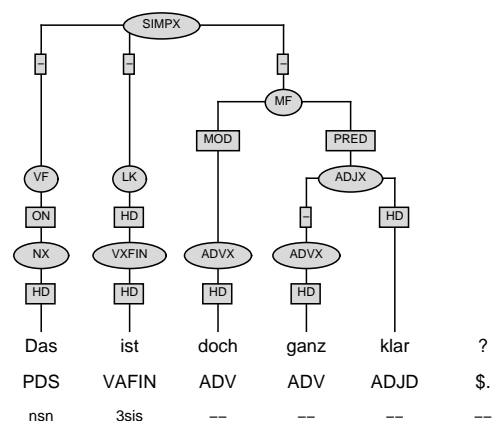 SIMPX
– – –
MF
MOD PRED
VF LK ADJX
ON HD – HD
NX VXFIN ADVX ADVX
HD HD HD HD
Das ist doch ganz klar ?
PDS VAFIN ADV ADV ADJD $.
nsn 3sis –– –– –– ––